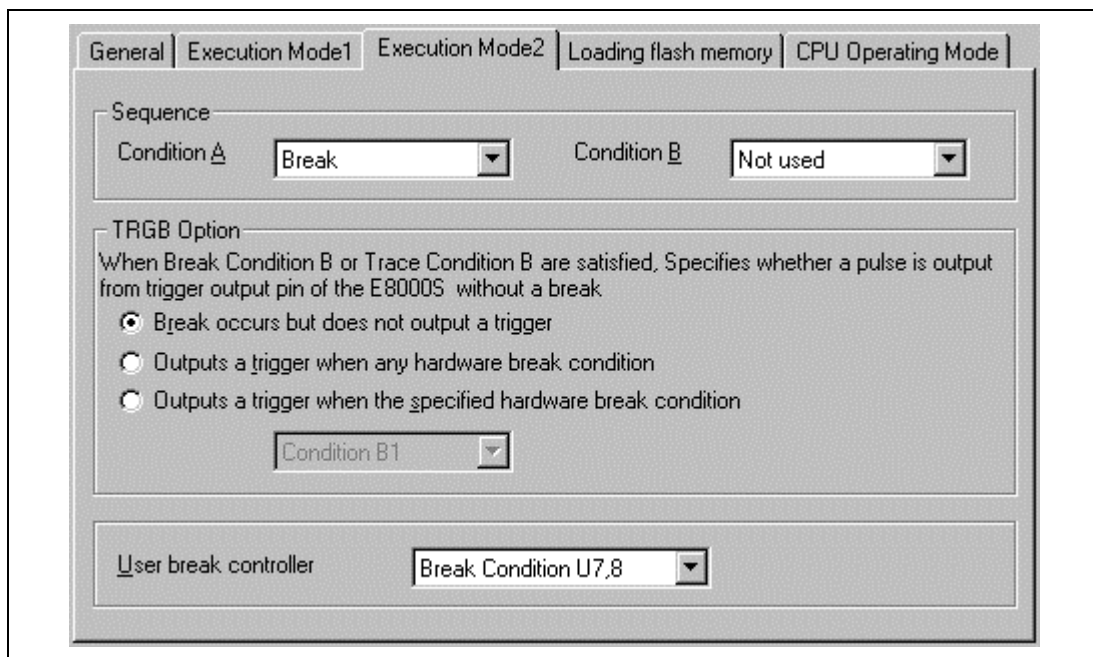 General Execution Mode1 Execution Mode2 Loading flash memory CPU Operating Mode
Sequence
Condition A Break Condition B Not used
TRGB Option
When Break Condition B or Trace Condition B are satisfied, Specifies whether a pulse is output
from trigger output pin of the E8000S without a break
Break occurs but does not output a trigger
Outputs a trigger when any hardware break condition
Outputs a trigger when the specified hardware break condition
Condition B1
User break controller Break Condition U7,8